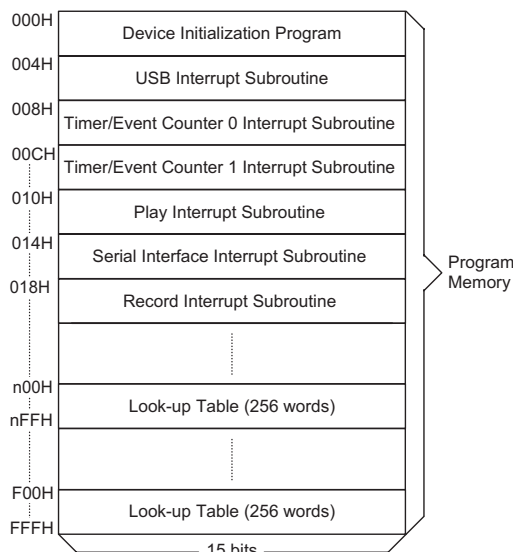 000H
Device Initialization Program
004H
USB Interrupt Subroutine
008H
Timer/Event Counter 0 Interrupt Subroutine
00CH
Timer/Event Counter 1 Interrupt Subroutine
010H
Play Interrupt Subroutine
014H
Serial Interface Interrupt Subroutine
018H
Record Interrupt Subroutine
Program
Memory
n00H
Look-up Table (256 words)
nFFH
F00H
Look-up Table (256 words)
FFFH
15 bits